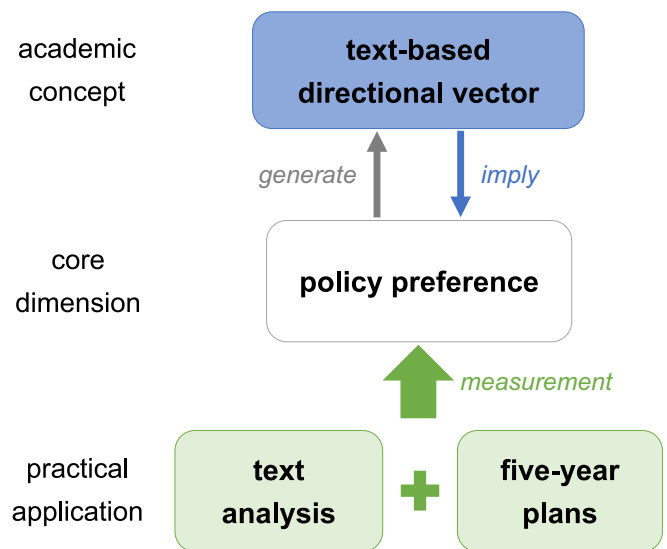 academic
concept
text-based
directional vector
generate
imply
core
dimension
policy preference
measurement
practical
application
text
analysis
five-year
plans